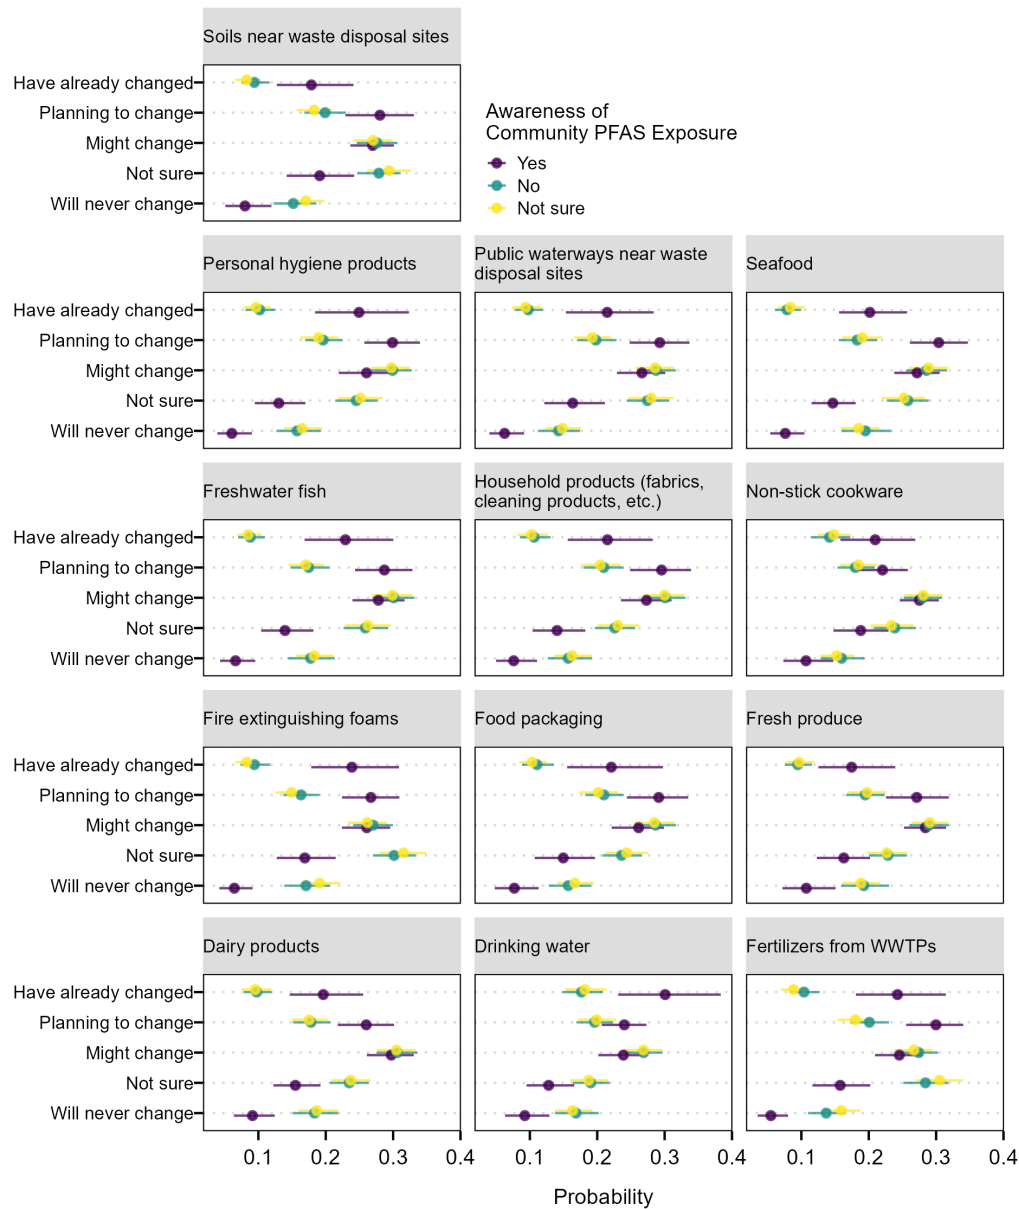 Soils near waste disposal sites
Have already changed
Planning to change
Might change
Not sure
Will never change
Awareness of
Community PFAS Exposure
Yes
No
Not sure
Personal hygiene products
Public waterways near waste
disposal sites
Seafood
Have already changed
Planning to change
Might change
Not sure
Will never change
Freshwater fish
Household products (fabrics,
cleaning products, etc.)
Non-stick cookware
Have already changed
Planning to change
Might change
Not sure
Will never change
Fire extinguishing foams
Food packaging
Fresh produce
Have already changed
Planning to change
Might change
Not sure
Will never change
Dairy products
Drinking water
Fertilizers from WWTPs
Have already changed
Planning to change
Might change
Not sure
Will never change
0.1 0.2 0.3 0.4 0.1 0.2 0.3 0.4 0.1 0.2 0.3 0.4
Probability